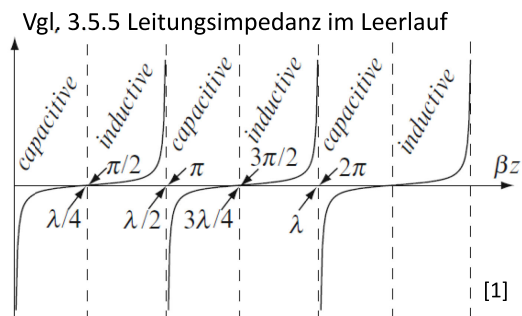 Vgl, 3.5.5 Leitungsimpedanz im Leerlauf
capacitive inductive capacitive inductive capacitive inductive
π/2 π 3π/2 2π βz
λ/4 λ/2 3λ/4 λ
[1]